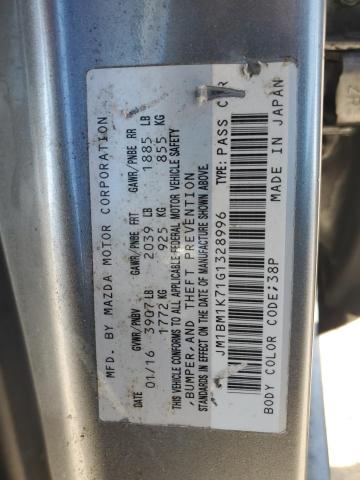 MFD. BY MAZDA MOTOR CORPORATION
GVWR/PNBV GAWR/PNBE FRT GAWR/PNBE RR
DATE
01/16 3907 LB 2039 LB 1885 LB
1772 KG 925 KG 855 KG
THIS VEHICLE CONFORMS TO ALL APPLICABLE FEDERAL MOTOR VEHICLE SAFETY
,BUMPER,AND THEFT PREVENTION
STANDARDS IN EFFECT ON THE DATE OF MANUFACTURE SHOWN ABOVE.
JM1BM1K71G1328996 TYPE: PASS CAR
BODY COLOR CODE;38P MADE IN JAPAN